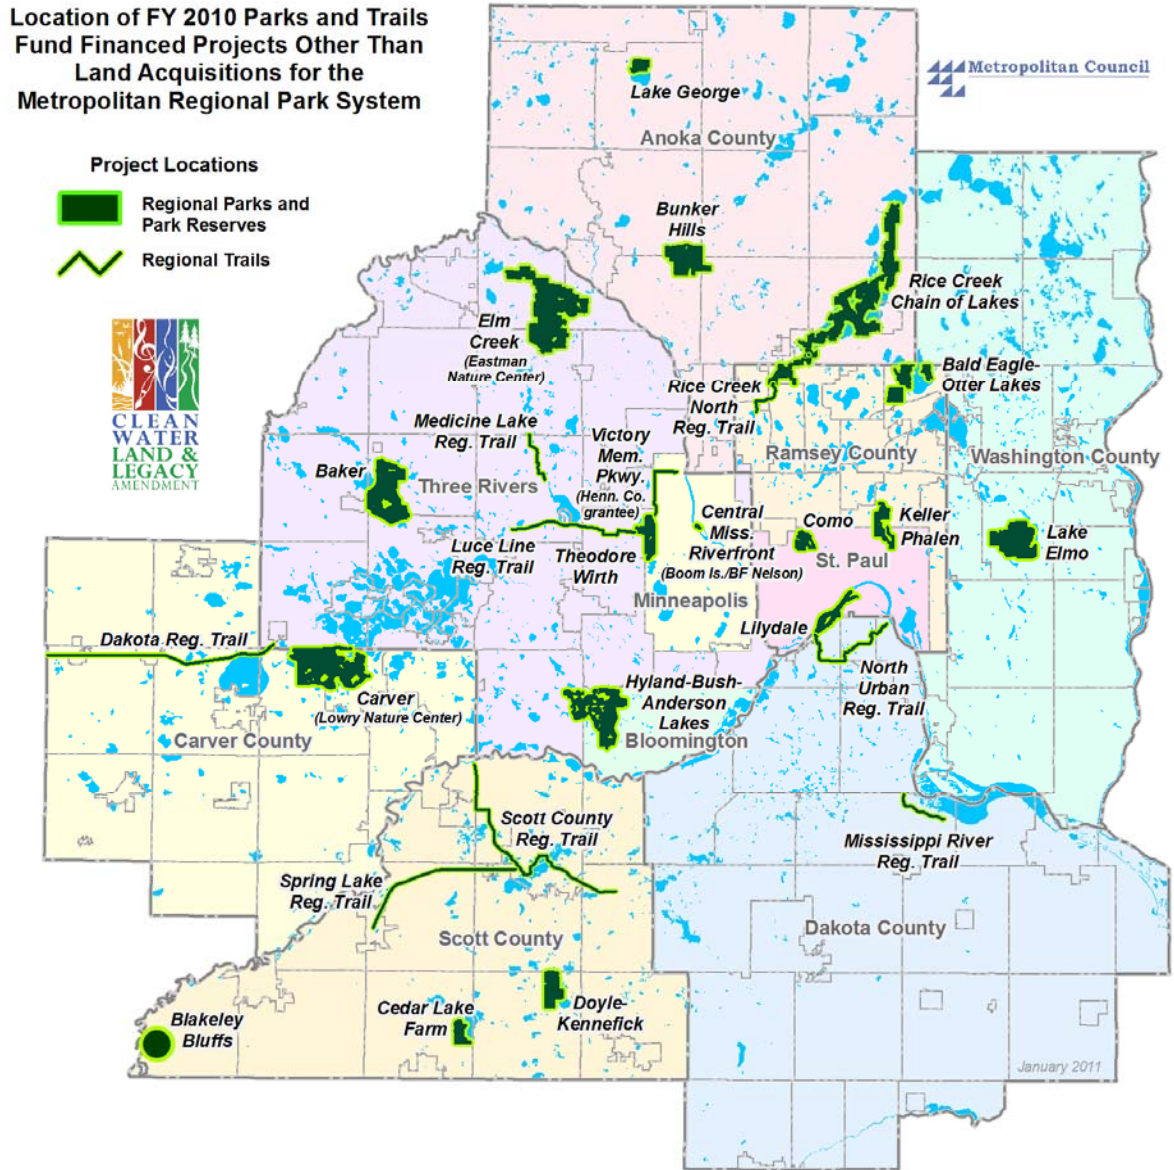 Location of FY 2010 Parks and Trails
Fund Financed Projects Other Than
Land Acquisitions for the
Metropolitan Regional Park System
Metropolitan Council
Project Locations
Regional Parks and
Park Reserves
Regional Trails
CLEAN
WATER
LAND &
LEGACY
AMENDMENT
Lake George
Anoka County
Bunker
Hills
Rice Creek
Chain of Lakes
Elm
Creek
(Eastman
Nature Center)
Bald Eagle-
Otter Lakes
Rice Creek
North
Reg. Trail
Medicine Lake
Reg. Trail
Victory
Mem.
Pkwy.
(Henn. Co.
grantee)
Ramsey County
Washington County
Baker
Three Rivers
Central
Miss.
Riverfront
(Boom Is./BF Nelson)
Como
Keller
Phalen
Lake
Elmo
Luce Line
Reg. Trail
Theodore
Wirth
St. Paul
Minneapolis
Lilydale
Dakota Reg. Trail
North
Urban
Reg. Trail
Carver
(Lowry Nature Center)
Hyland-Bush-
Anderson
Lakes
Carver County
Bloomington
Scott County
Reg. Trail
Mississippi River
Reg. Trail
Spring Lake
Reg. Trail
Dakota County
Scott County
Cedar Lake
Farm
Doyle-
Kennefick
Blakeley
Bluffs
January 2011